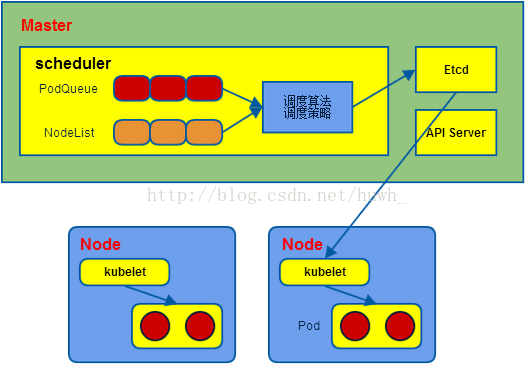 Master
scheduler
PodQueue
NodeList
调度算法
调度策略
Etcd
API Server
http://blog.csdn.net/huwh_
Node
kubelet
Node
kubelet
Pod